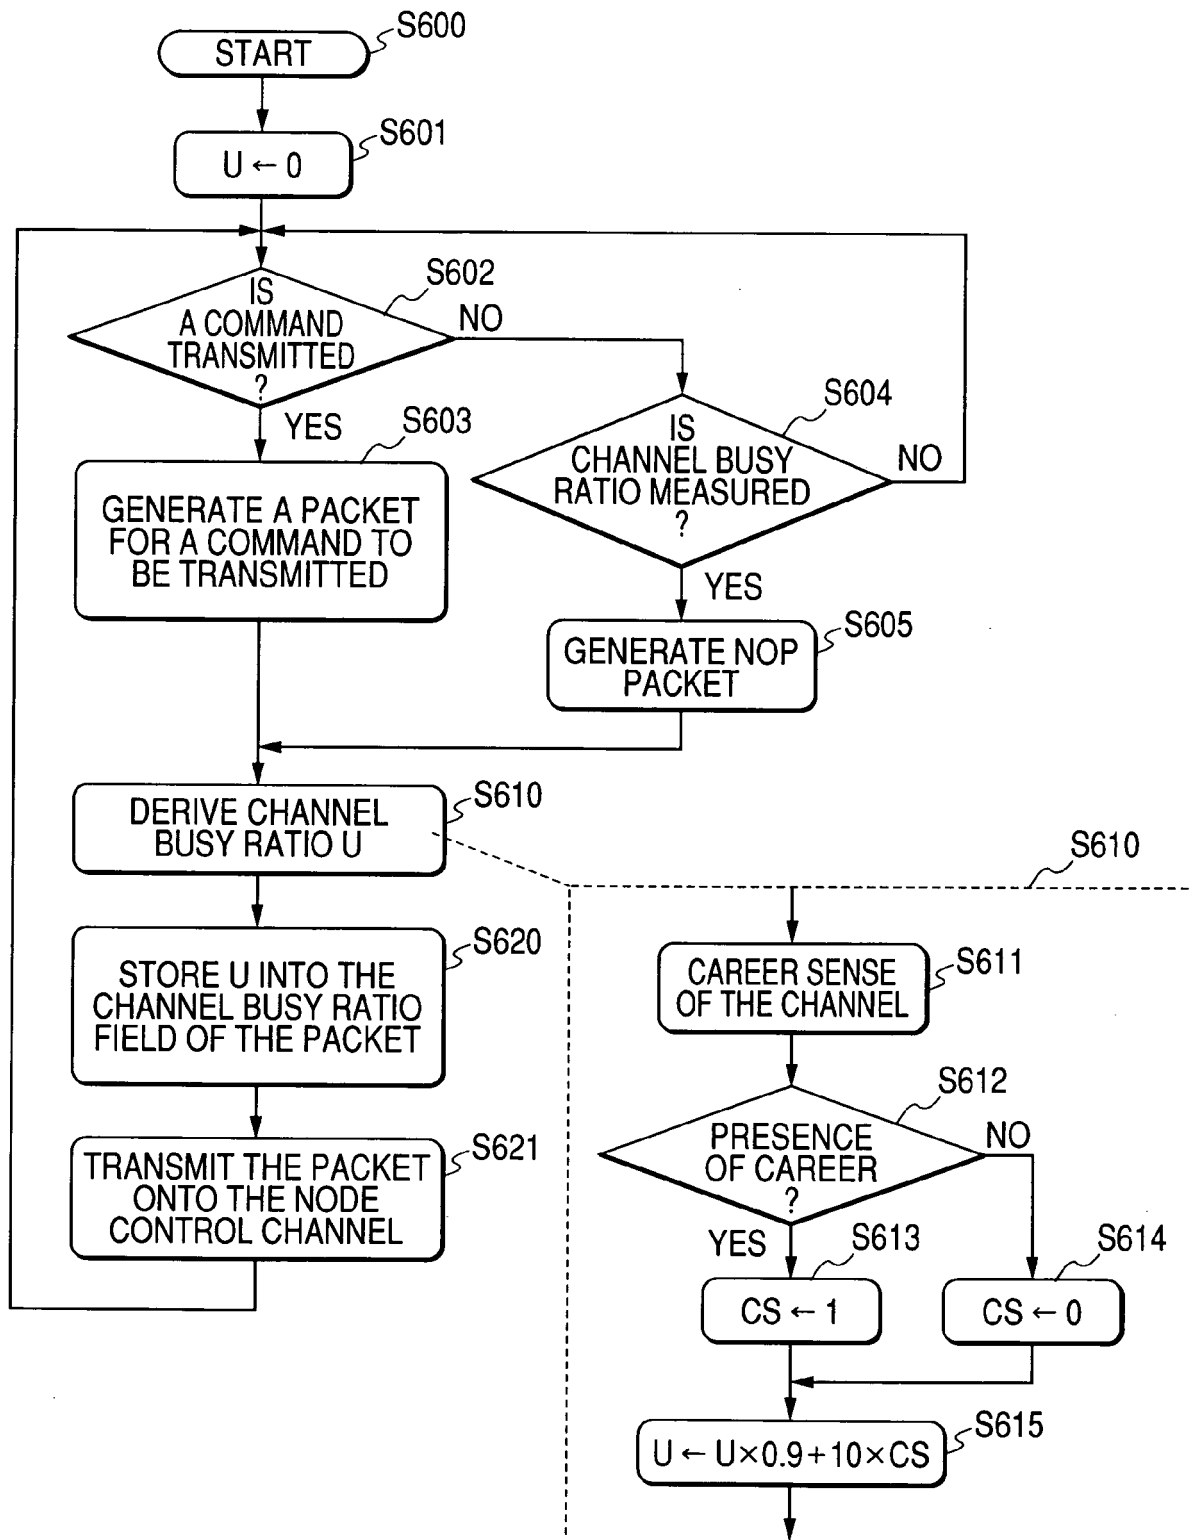 START
S600
U ← 0
S601
IS
A COMMAND
TRANSMITTED
?
S602
NO
YES
S603
GENERATE A PACKET
FOR A COMMAND TO
BE TRANSMITTED
IS
CHANNEL BUSY
RATIO MEASURED
?
S604
NO
YES
S605
GENERATE NOP
PACKET
DERIVE CHANNEL
BUSY RATIO U
S610
STORE U INTO THE
CHANNEL BUSY RATIO
FIELD OF THE PACKET
S620
TRANSMIT THE PACKET
ONTO THE NODE
CONTROL CHANNEL
S621
S610
CAREER SENSE
OF THE CHANNEL
S611
PRESENCE
OF CAREER
?
S612
NO
YES
S613
CS ← 1
S614
CS ← 0
U ← U×0.9+10×CS
S615